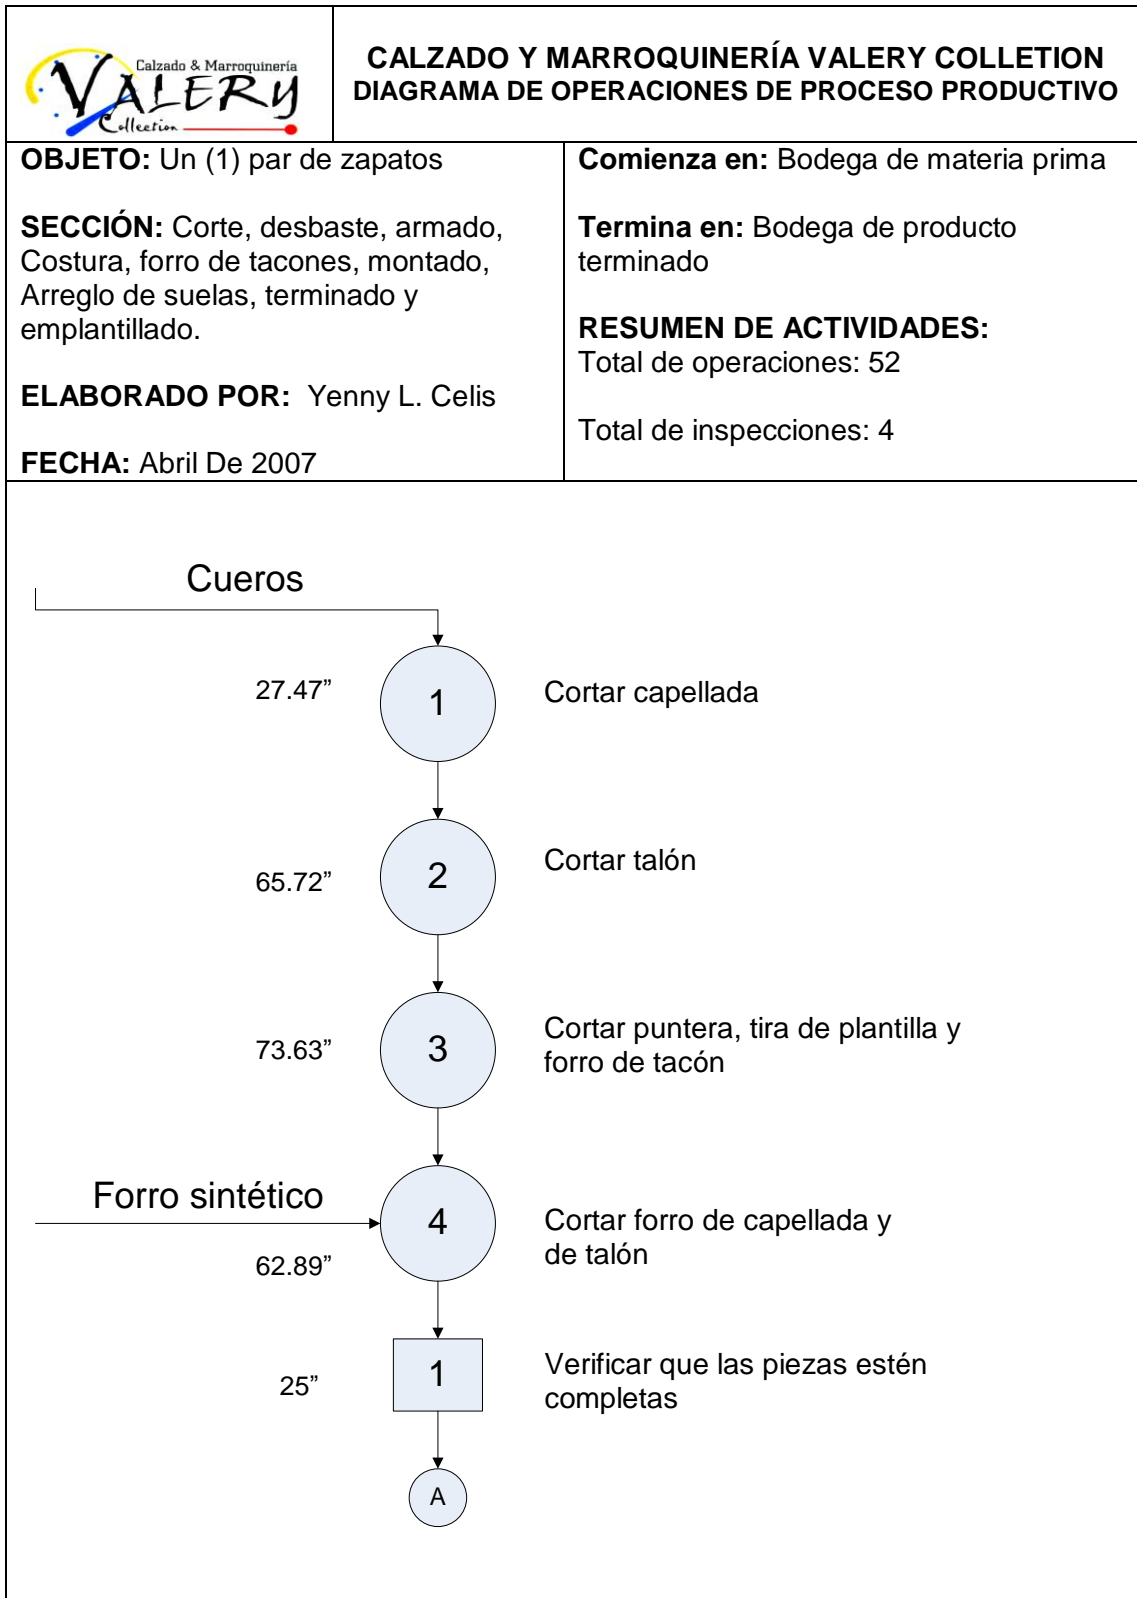 Calzado & Marroquinería
VALERY
Collection
CALZADO Y MARROQUINERÍA VALERY COLLETION
DIAGRAMA DE OPERACIONES DE PROCESO PRODUCTIVO
OBJETO: Un (1) par de zapatos
SECCIÓN: Corte, desbaste, armado,
Costura, forro de tacones, montado,
Arreglo de suelas, terminado y
emplantillado.
ELABORADO POR: Yenny L. Celis
FECHA: Abril De 2007
Comienza en: Bodega de materia prima
Termina en: Bodega de producto
terminado
RESUMEN DE ACTIVIDADES:
Total de operaciones: 52
Total de inspecciones: 4
Cueros
27.47”
1
Cortar capellada
65.72”
2
Cortar talón
73.63”
3
Cortar puntera, tira de plantilla y
forro de tacón
Forro sintético
62.89”
4
Cortar forro de capellada y
de talón
25”
1
Verificar que las piezas estén
completas
A